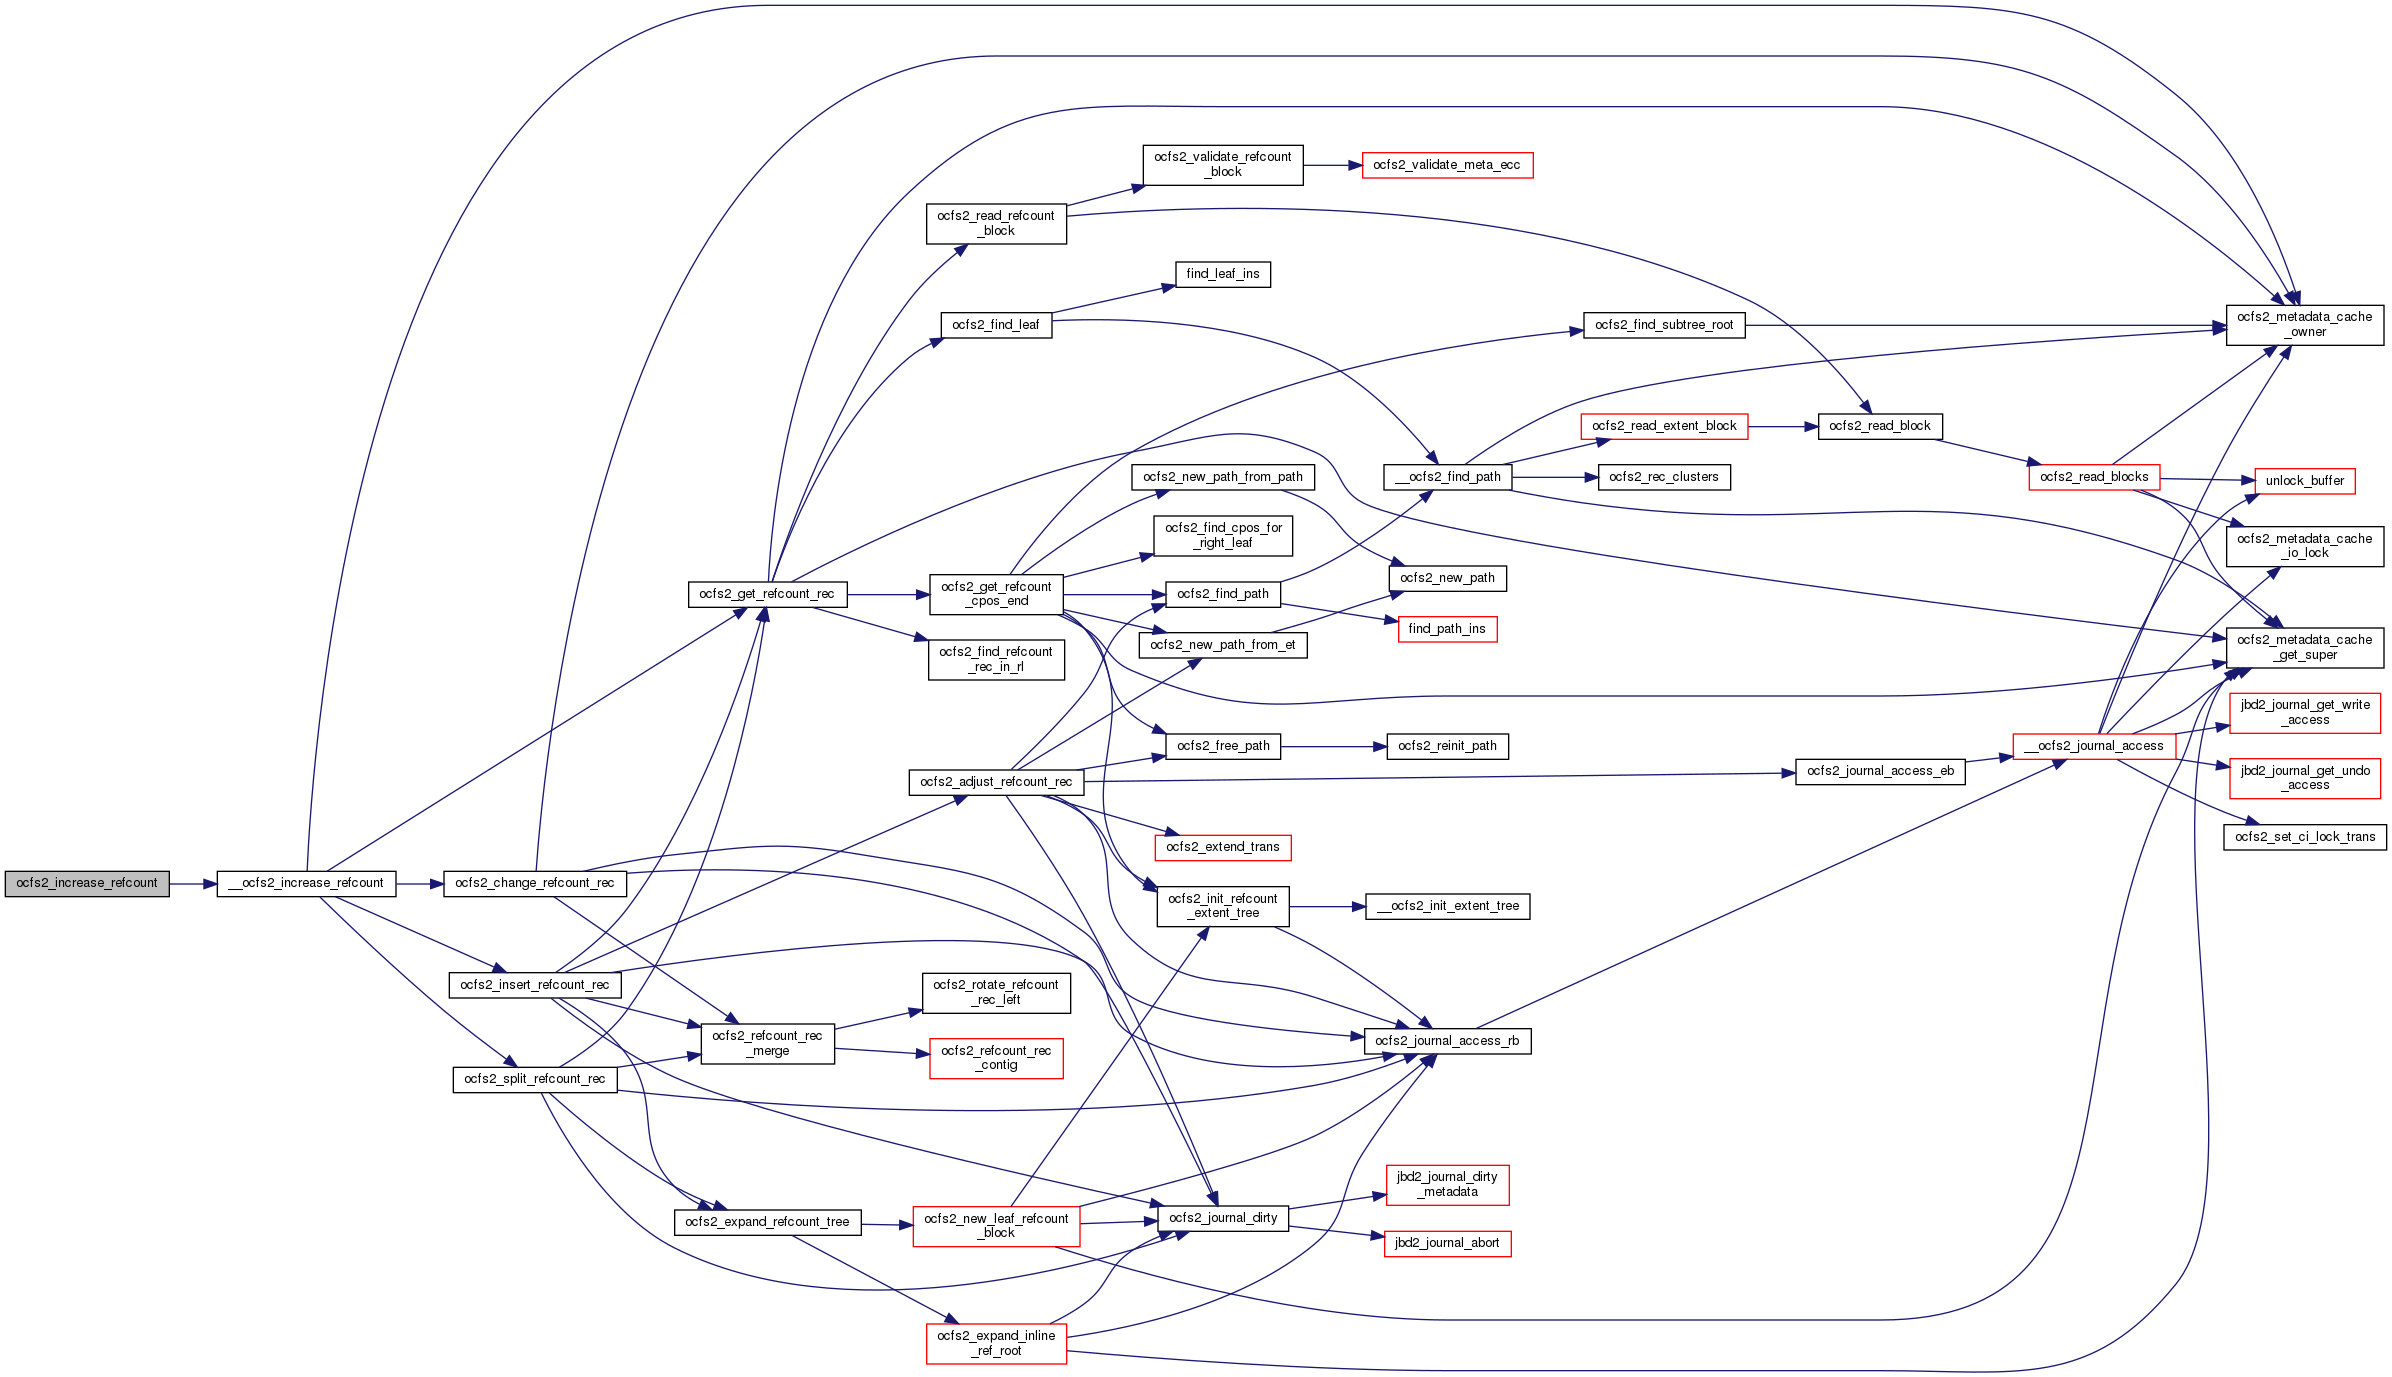 ocfs2_increase_refcount
__ocfs2_increase_refcount
ocfs2_change_refcount_rec
ocfs2_insert_refcount_rec
ocfs2_split_refcount_rec
ocfs2_get_refcount_rec
ocfs2_refcount_rec
_merge
ocfs2_expand_refcount_tree
ocfs2_read_refcount
_block
ocfs2_find_leaf
ocfs2_get_refcount
_cpos_end
ocfs2_find_refcount
_rec_in_rl
ocfs2_adjust_refcount_rec
ocfs2_rotate_refcount
_rec_left
ocfs2_refcount_rec
_contig
ocfs2_new_leaf_refcount
_block
ocfs2_expand_inline
_ref_root
ocfs2_validate_refcount
_block
find_leaf_ins
ocfs2_new_path_from_path
ocfs2_find_cpos_for
_right_leaf
ocfs2_find_path
ocfs2_new_path_from_et
ocfs2_free_path
ocfs2_extend_trans
ocfs2_init_refcount
_extent_tree
ocfs2_journal_dirty
ocfs2_validate_meta_ecc
__ocfs2_find_path
ocfs2_new_path
find_path_ins
ocfs2_reinit_path
__ocfs2_init_extent_tree
ocfs2_journal_access_rb
jbd2_journal_dirty
_metadata
jbd2_journal_abort
ocfs2_find_subtree_root
ocfs2_read_extent_block
ocfs2_rec_clusters
ocfs2_read_block
ocfs2_journal_access_eb
ocfs2_read_blocks
__ocfs2_journal_access
ocfs2_metadata_cache
_owner
unlock_buffer
ocfs2_metadata_cache
_io_lock
ocfs2_metadata_cache
_get_super
jbd2_journal_get_write
_access
jbd2_journal_get_undo
_access
ocfs2_set_ci_lock_trans